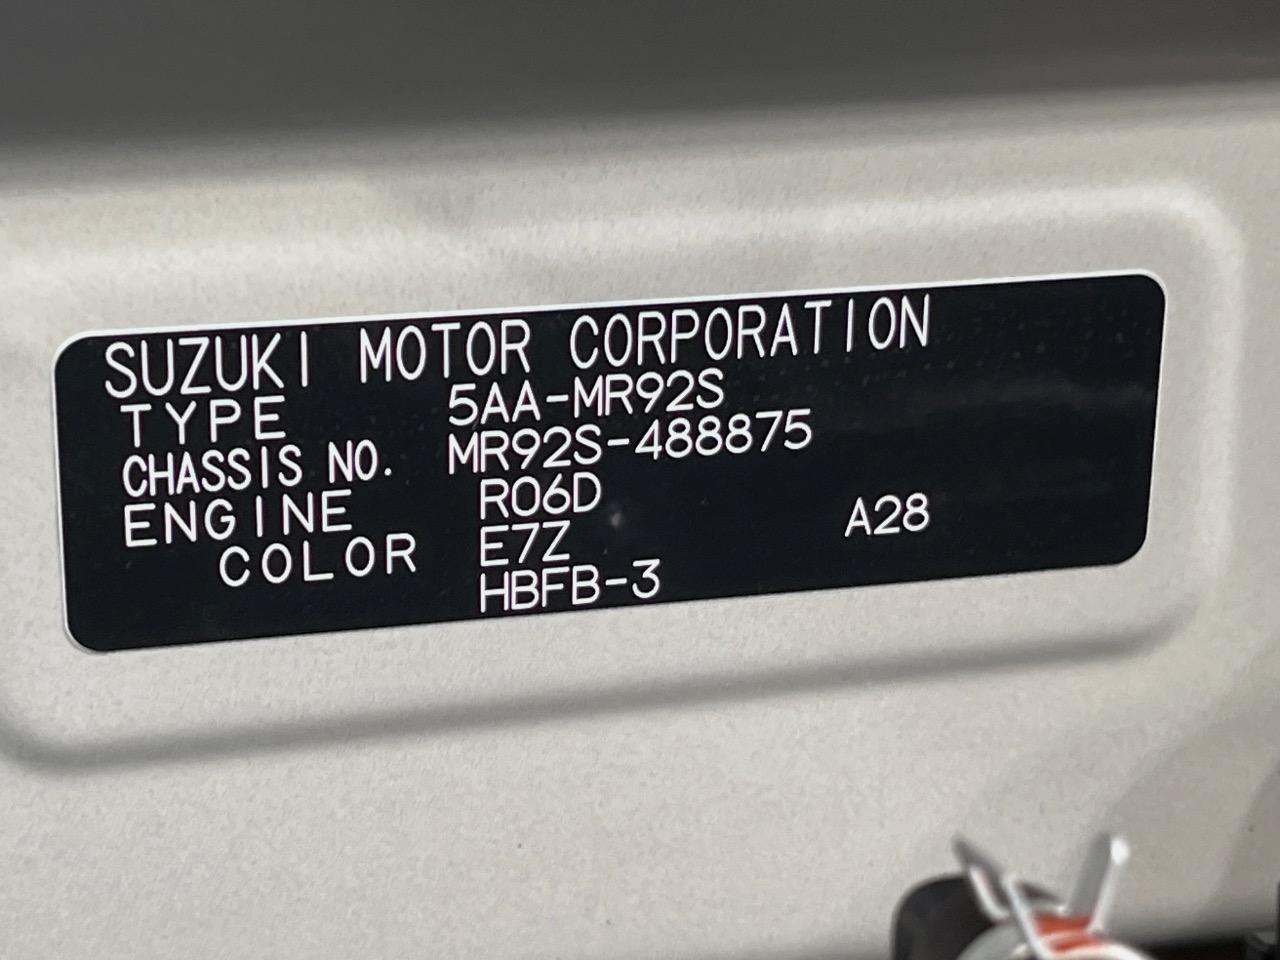 SUZUKI MOTOR CORPORATION
TYPE 5AA-MR92S
CHASSIS NO. MR92S-488875
ENGINE R06D
COLOR E7Z A28
HBFB-3